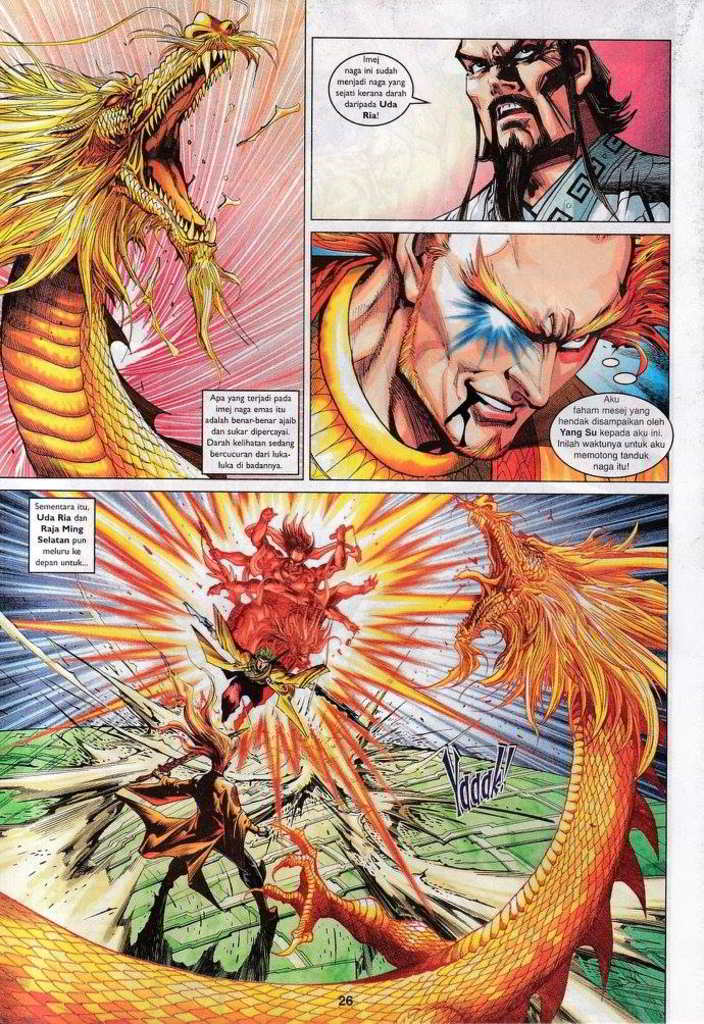 Apa yang terjadi pada
imej naga emas itu
adalah benar-benar ajaib
dan sukar dipercayai.
Darah kelihatan sedang
bercucuran dari luka-
luka di badannya.
Imej
naga ini sudah
menjadi naga yang
sejati kerana darah
daripada Uda
Ria!
Aku
faham mesej yang
hendak disampaikan oleh
Yang Su kepada aku ini.
Inilah waktunya untuk aku
memotong tanduk
naga itu!
Sementara itu,
Uda Ria dan
Raja Ming
Selatan pun
meluru ke
depan untuk...
Yaaak!
26